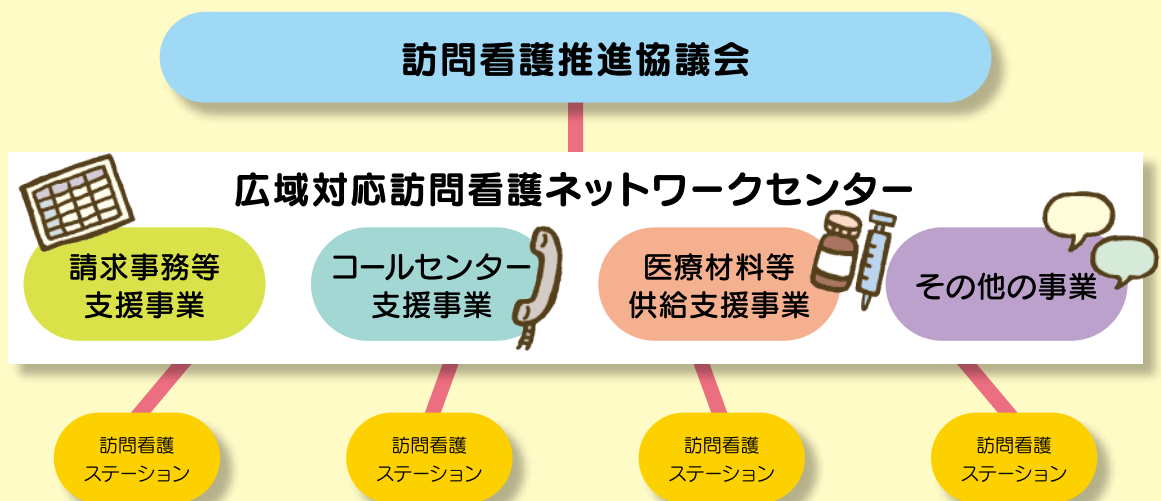 訪問看護推進協議会
広域対応訪問看護ネットワークセンター
請求事務等
支援事業
コールセンター
支援事業
医療材料等
供給支援事業
その他の事業
訪問看護
ステーション
訪問看護
ステーション
訪問看護
ステーション
訪問看護
ステーション